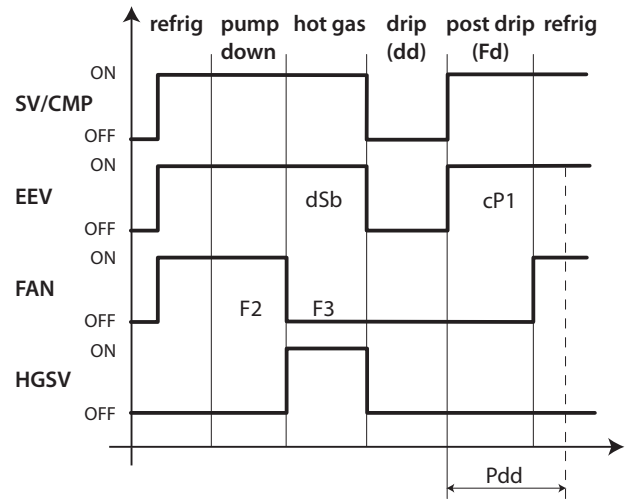 refrig pump down hot gas drip (dd) post drip (Fd) refrig
ON
SV/CMP
OFF
ON
EEV
dSb
cP1
OFF
ON
FAN
F2
F3
OFF
ON
HGSV
OFF
Pdd